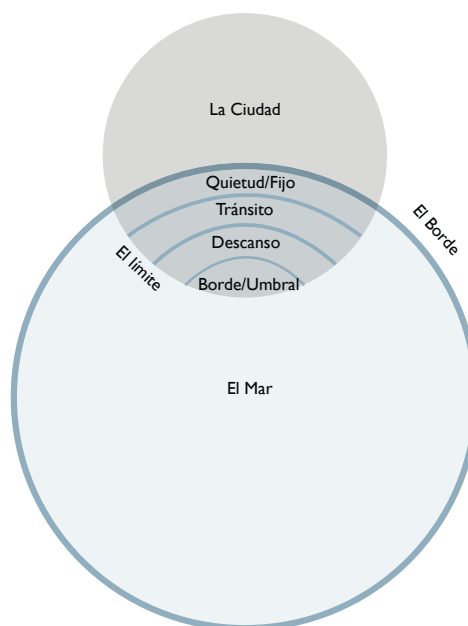 La Ciudad
Quietud/Fijo
Tránsito
El Borde
Descanso
El límite
Borde/Umbral
El Mar